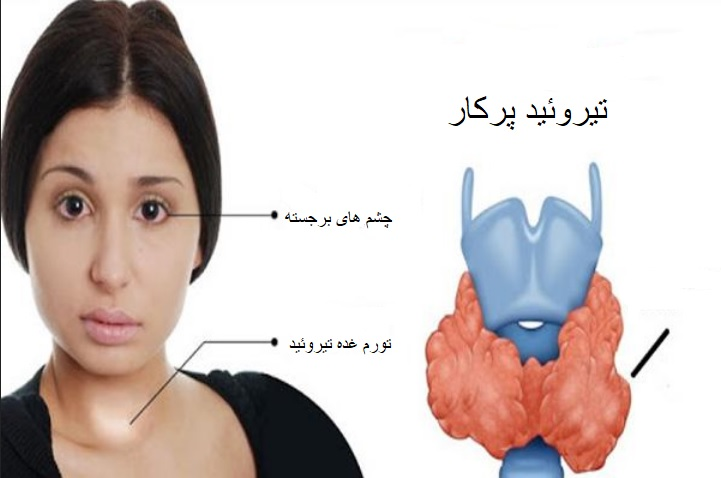 تیروئید پرکار
چشم های برجسته
تورم غده تیروئید